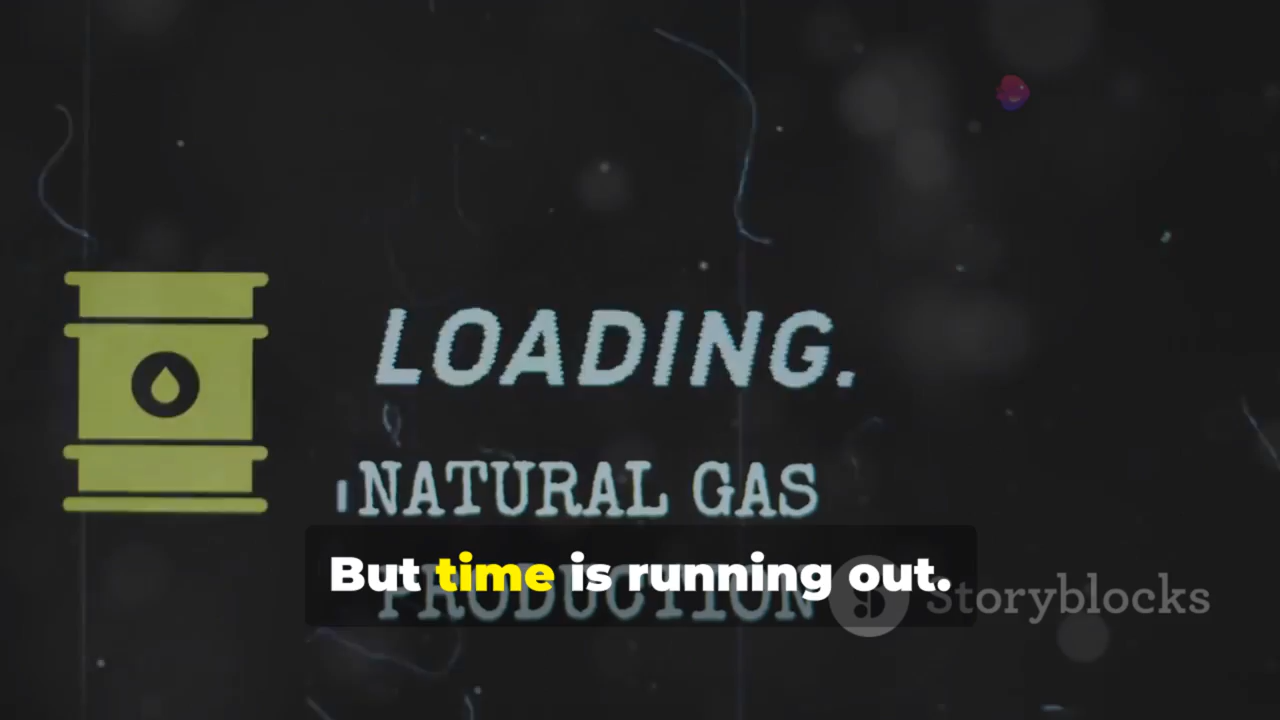 LOADING.
NATURAL GAS
PRODUCTION
But time is running out.
Storyblocks